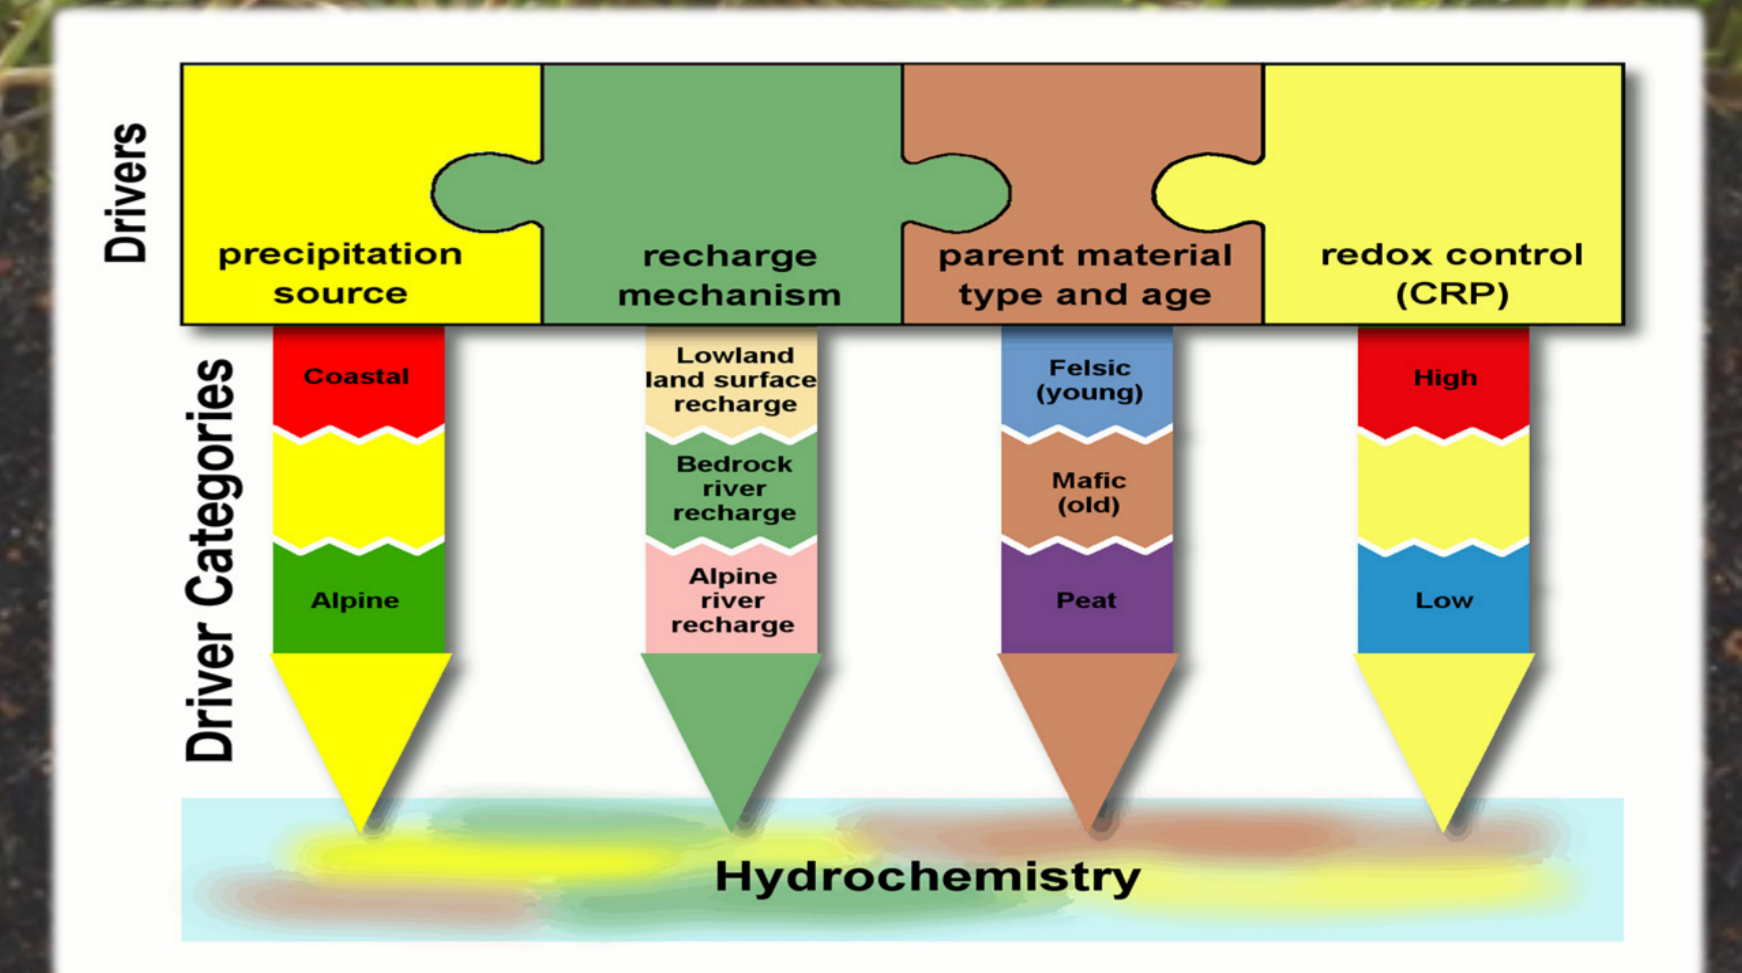 Drivers
precipitation
source
recharge
mechanism
parent material
type and age
redox control
(CRP)
Driver Categories
Coastal
Alpine
Lowland
land surface
recharge
Bedrock
river
recharge
Alpine
river
recharge
Felsic
(young)
Mafic
(old)
Peat
High
Low
Hydrochemistry